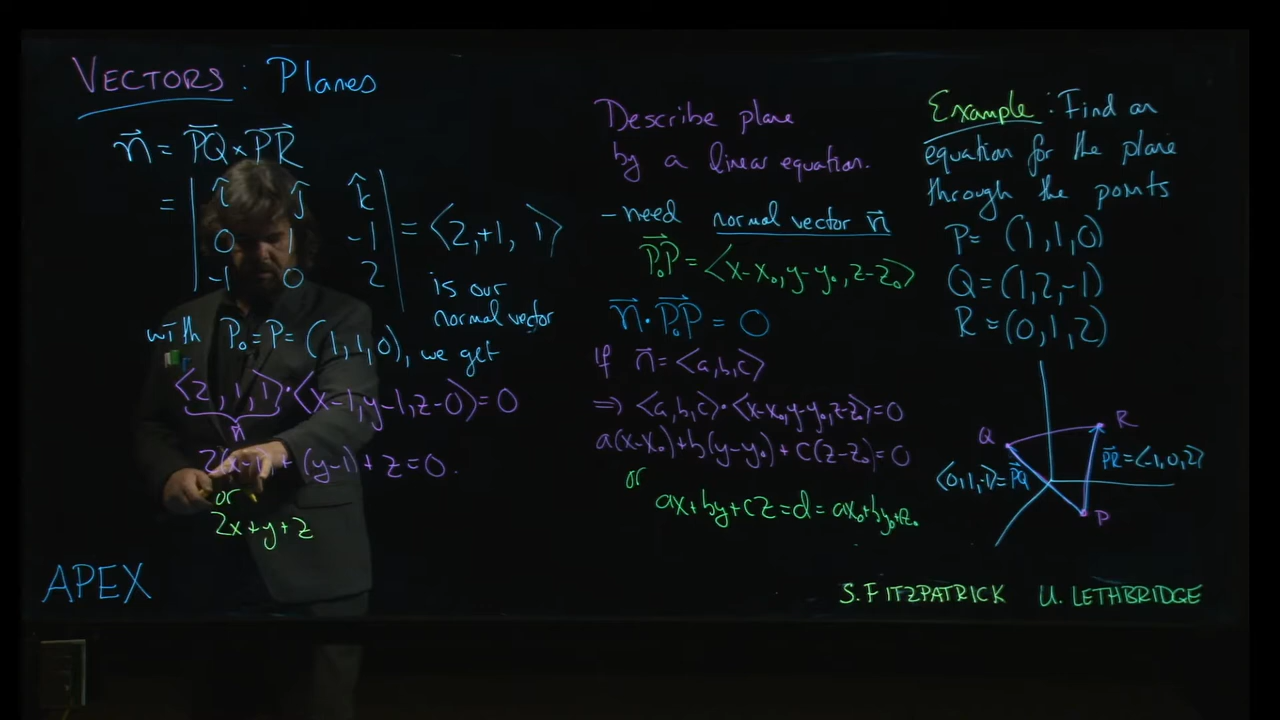 VECTORS : Planes
n⃗ = PQ⃗ × PR⃗
= | î ĵ k̂ |
| 0 1 -1 | = ⟨2, +1, 1⟩
| -1 0 2 |
is our
normal vector
with P₀ = P = (1, 1, 0), we get
⟨2, 1, 1⟩ · ⟨x-1, y-1, z-0⟩ = 0
n⃗
2(x-1) + (y-1) + z = 0.
or
2x + y + z
APEX
Describe plane
by a linear equation.
- need normal vector n⃗
P₀P⃗ = ⟨x-x₀, y-y₀, z-z₀⟩
n⃗ · P₀P⃗ = 0
if n⃗ = ⟨a, b, c⟩
⇒ ⟨a, b, c⟩ · ⟨x-x₀, y-y₀, z-z₀⟩ = 0
a(x-x₀) + b(y-y₀) + c(z-z₀) = 0
or
ax + by + cz = d = ax₀ + by₀ + cz₀
Example : Find an
equation for the plane
through the points
P = (1, 1, 0)
Q = (1, 2, -1)
R = (0, 1, 2)
Q
R
⟨0, 1, -1⟩ = PQ⃗
PR⃗ = ⟨-1, 0, 2⟩
P
S. FITZPATRICK U. LETHBRIDGE